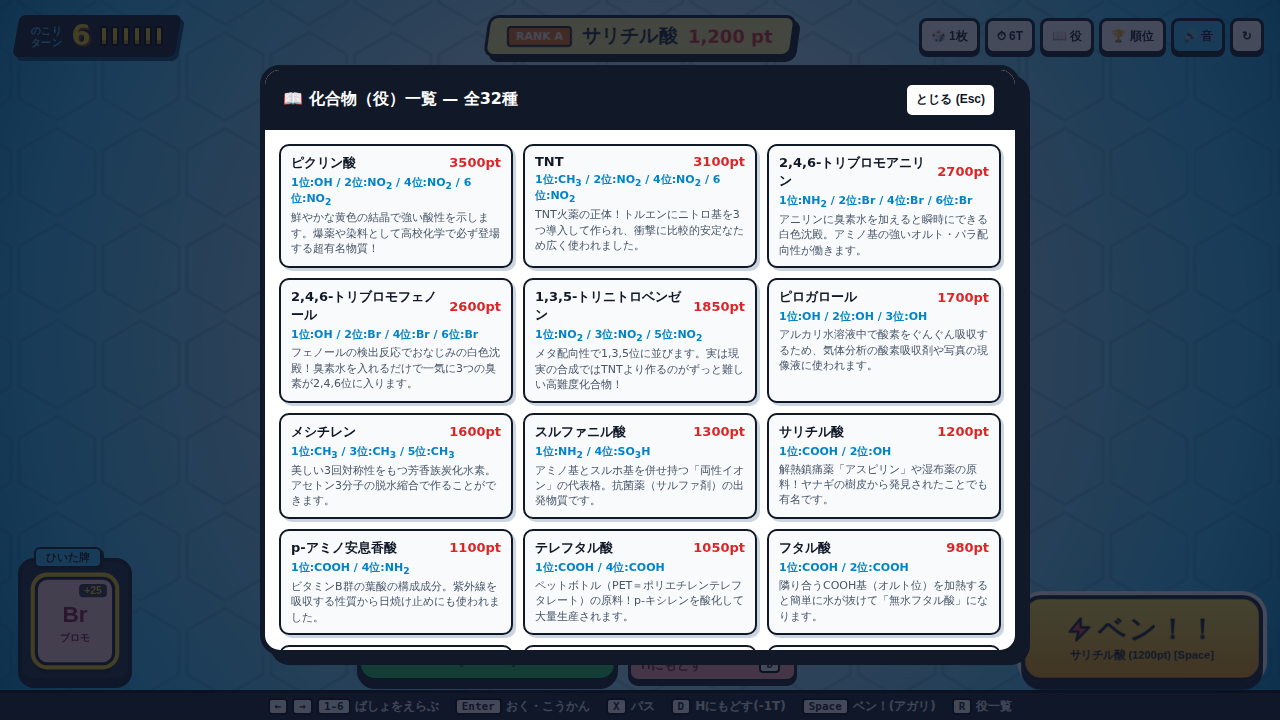 のこり
ターン
6
RANK A サリチル酸 1,200 pt
🎲 1枚
⏱ 6T
📖 役
🏆 順位
🔊 音
↻
📖 化合物（役）一覧 — 全32種
とじる (Esc)
ピクリン酸 3500pt
1位:OH / 2位:NO2 / 4位:NO2 / 6
位:NO2
鮮やかな黄色の結晶で強い酸性を示しま
す。爆薬や染料として高校化学で必ず登場
する超有名物質！
TNT 3100pt
1位:CH3 / 2位:NO2 / 4位:NO2 / 6
位:NO2
TNT火薬の正体！トルエンにニトロ基を3
つ導入して作られ、衝撃に比較的安定なた
め広く使われました。
2,4,6-トリブロモアニリ
ン 2700pt
1位:NH2 / 2位:Br / 4位:Br / 6位:Br
アニリンに臭素水を加えると瞬時にできる
白色沈殿。アミノ基の強いオルト・パラ配
向性が働きます。
2,4,6-トリブロモフェノ
ール 2600pt
1位:OH / 2位:Br / 4位:Br / 6位:Br
フェノールの検出反応でおなじみの白色沈
殿！臭素水を入れるだけで一気に3つの臭
素が2,4,6位に入ります。
1,3,5-トリニトロベンゼ
ン 1850pt
1位:NO2 / 3位:NO2 / 5位:NO2
メタ配向性で1,3,5位に並びます。実は現
実の合成ではTNTより作るのがずっと難し
い高難度化合物！
ピロガロール 1700pt
1位:OH / 2位:OH / 3位:OH
アルカリ水溶液中で酸素をぐんぐん吸収す
るため、気体分析の酸素吸収剤や写真の現
像液に使われます。
メシチレン 1600pt
1位:CH3 / 3位:CH3 / 5位:CH3
美しい3回対称性をもつ芳香族炭化水素。
アセトン3分子の脱水縮合で作ることがで
きます。
スルファニル酸 1300pt
1位:NH2 / 4位:SO3H
アミノ基とスルホ基を併せ持つ「両性イオ
ン」の代表格。抗菌薬（サルファ剤）の出
発物質です。
サリチル酸 1200pt
1位:COOH / 2位:OH
解熱鎮痛薬「アスピリン」や湿布薬の原
料！ヤナギの樹皮から発見されたことでも
有名です。
p-アミノ安息香酸 1100pt
1位:COOH / 4位:NH2
ビタミンB群の葉酸の構成成分。紫外線を
吸収する性質から日焼け止めにも使われま
した。
テレフタル酸 1050pt
1位:COOH / 4位:COOH
ペットボトル（PET＝ポリエチレンテレフ
タレート）の原料！p-キシレンを酸化して
大量生産されます。
フタル酸 980pt
1位:COOH / 2位:COOH
隣り合うCOOH基（オルト位）を加熱する
と簡単に水が抜けて「無水フタル酸」にな
ります。
ひいた牌
+25
Br
ブロモ
Hにもどす D
⚡ベン！！
サリチル酸 (1200pt) [Space]
← → 1-6 ばしょをえらぶ Enter おく・こうかん X パス D Hにもどす(-1T) Space ベン！(アガリ) R 役一覧